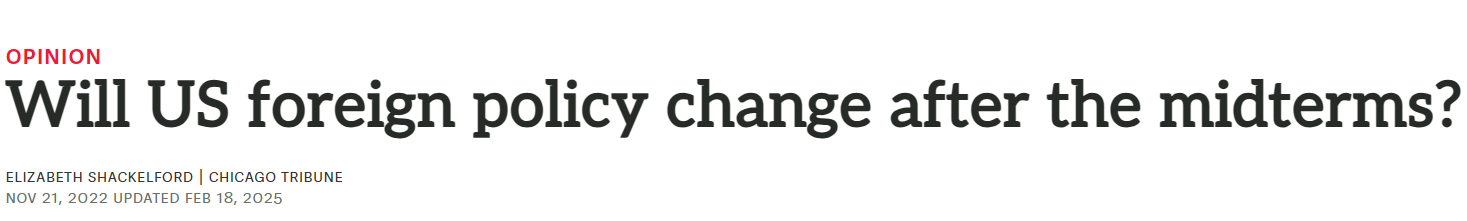 OPINION
Will US foreign policy change after the midterms?
ELIZABETH SHACKELFORD | CHICAGO TRIBUNE
NOV 21, 2022 UPDATED FEB 18, 2025